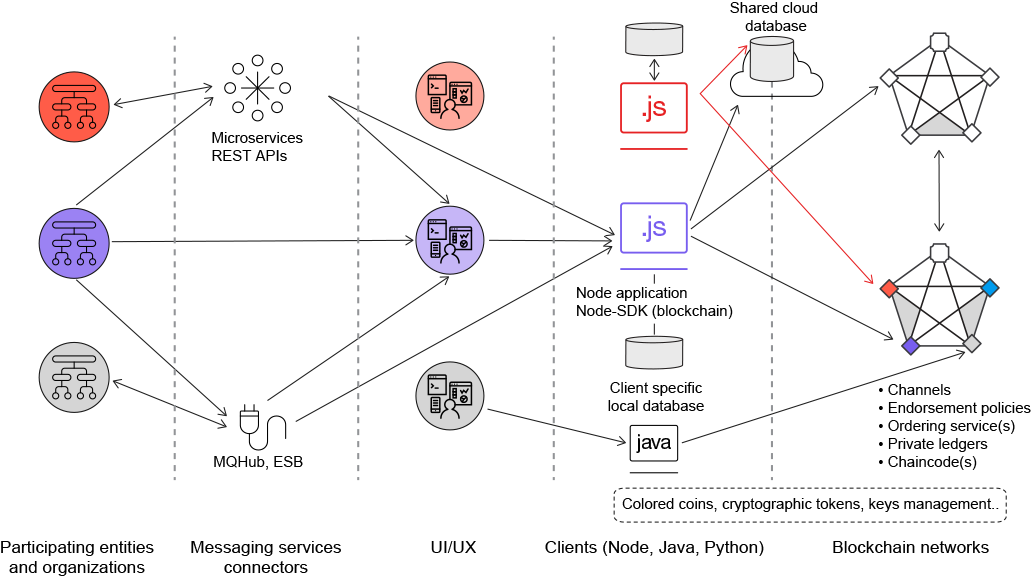 Shared cloud
database
.js
Microservices
REST APIs
.js
Node application
Node-SDK (blockchain)
Client specific
local database
java
MQHub, ESB
• Channels
• Endorsement policies
• Ordering service(s)
• Private ledgers
• Chaincode(s)
Colored coins, cryptographic tokens, keys management..
Participating entities
and organizations
Messaging services
connectors
UI/UX
Clients (Node, Java, Python)
Blockchain networks